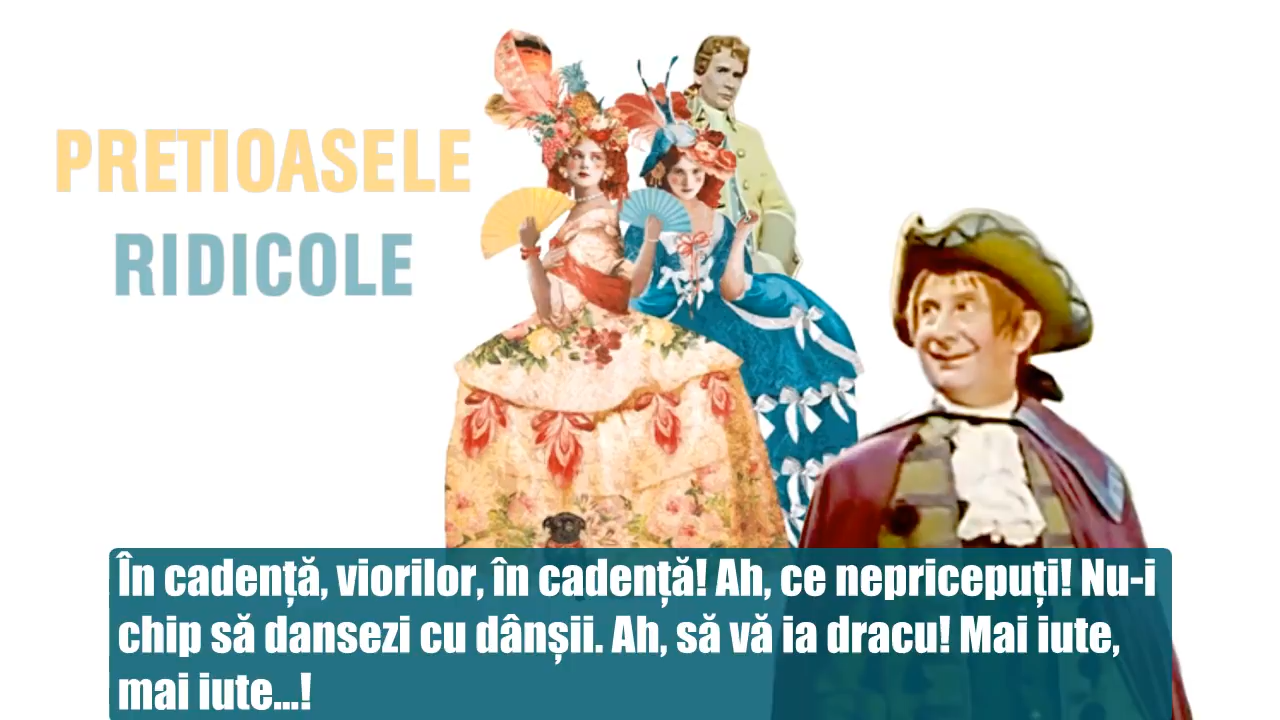 PRETIOASELE
RIDICOLE
În cadență, viorilor, în cadență! Ah, ce nepricepuți! Nu-i
chip să dansezi cu dânșii. Ah, să vă ia dracu! Mai iute,
mai iute...!